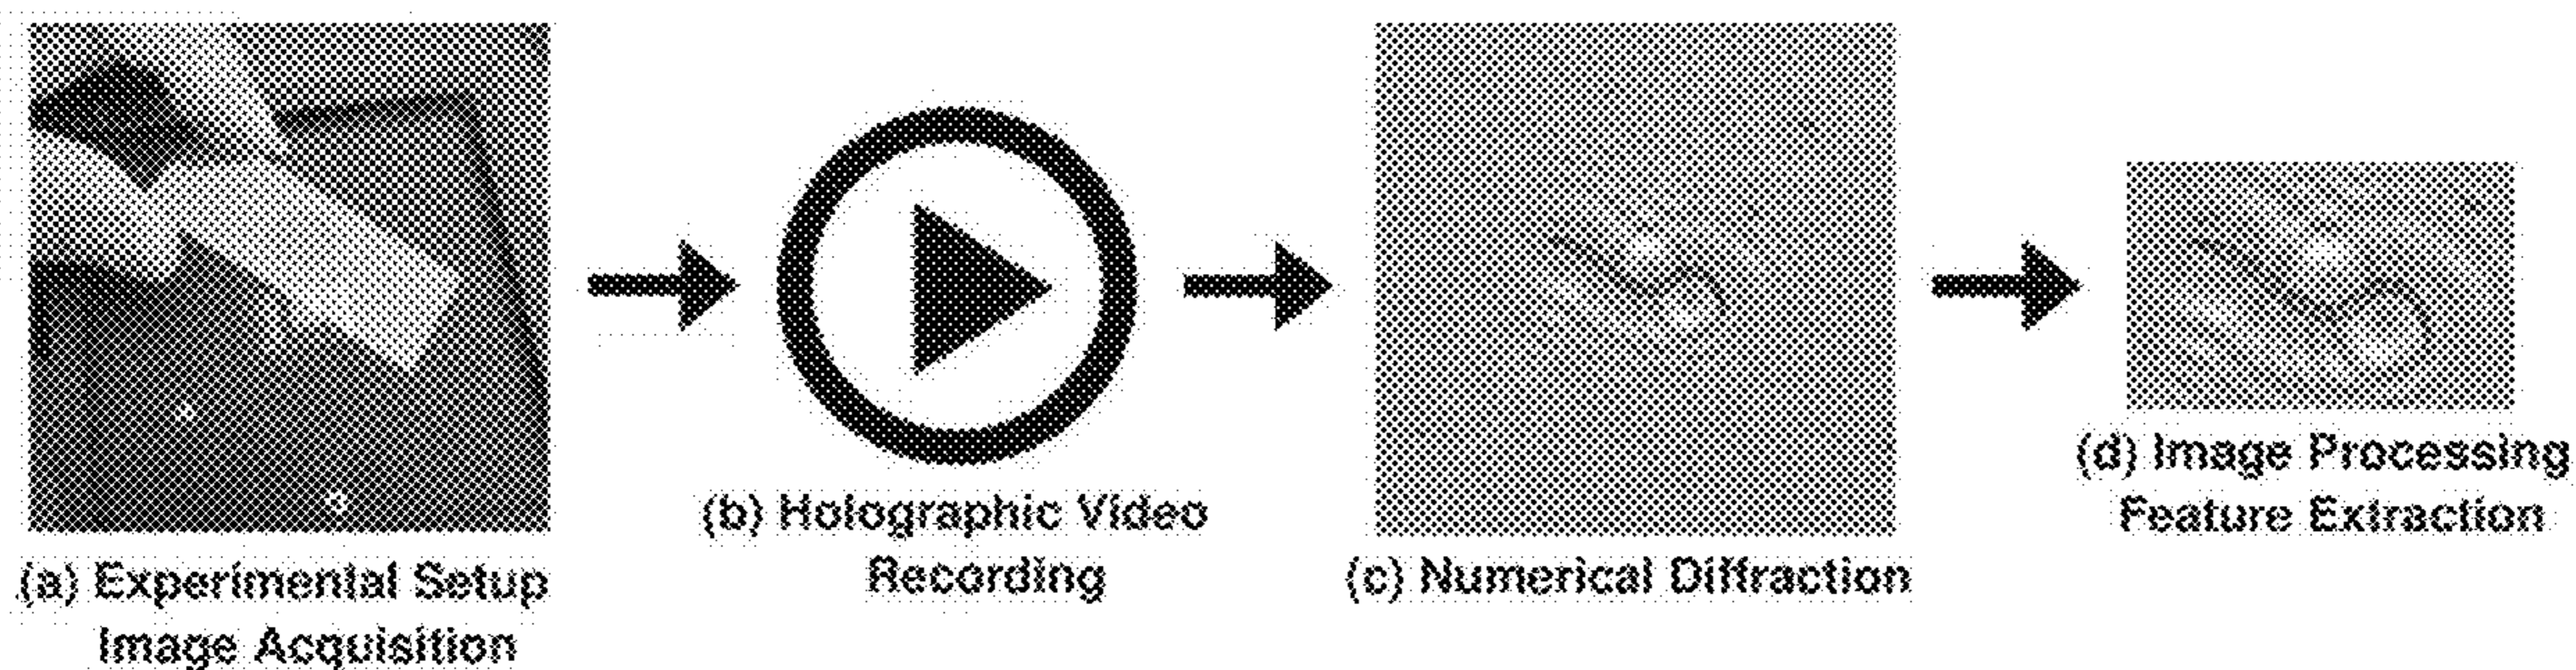 (a) Experimental Setup
Image Acquisition
(b) Holographic Video
Recording
(c) Numerical Diffraction
(d) Image Processing
Feature Extraction